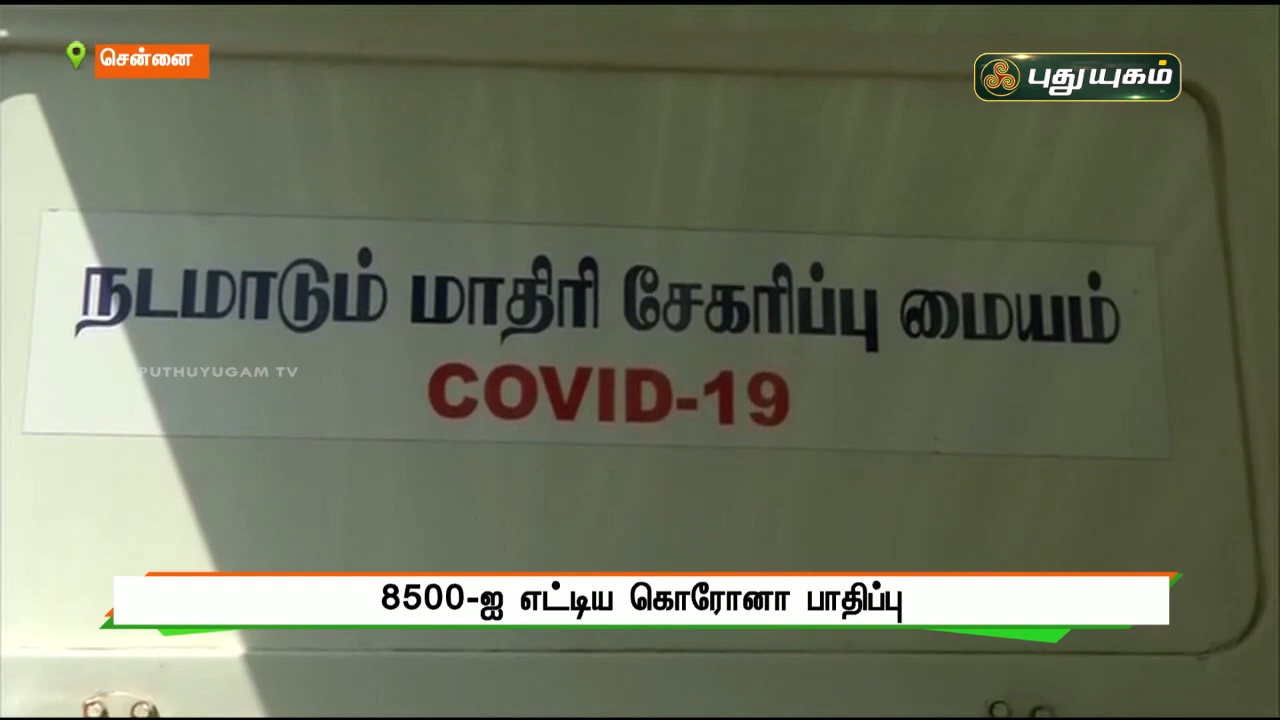 சென்னை
புதுயுகம்
நடமாடும் மாதிரி சேகரிப்பு மையம்
PUTHUYUGAM TV
COVID-19
8500-ஐ எட்டிய கொரோனா பாதிப்பு